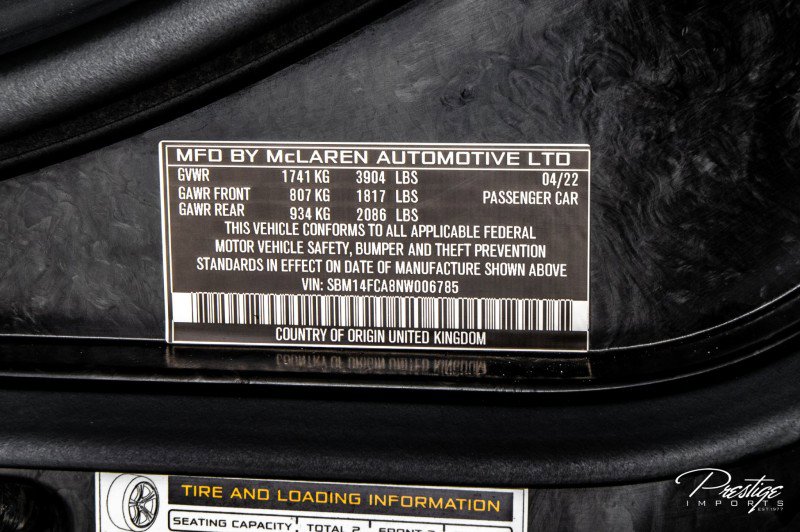 MFD BY McLAREN AUTOMOTIVE LTD
GVWR 1741 KG 3904 LBS 04/22
GAWR FRONT 807 KG 1817 LBS PASSENGER CAR
GAWR REAR 934 KG 2086 LBS
THIS VEHICLE CONFORMS TO ALL APPLICABLE FEDERAL
MOTOR VEHICLE SAFETY, BUMPER AND THEFT PREVENTION
STANDARDS IN EFFECT ON DATE OF MANUFACTURE SHOWN ABOVE
VIN: SBM14FCA8NW006785
COUNTRY OF ORIGIN UNITED KINGDOM
TIRE AND LOADING INFORMATION
SEATING CAPACITY TOTAL 2 FRONT
Prestige
IMPORTS
EST.1977